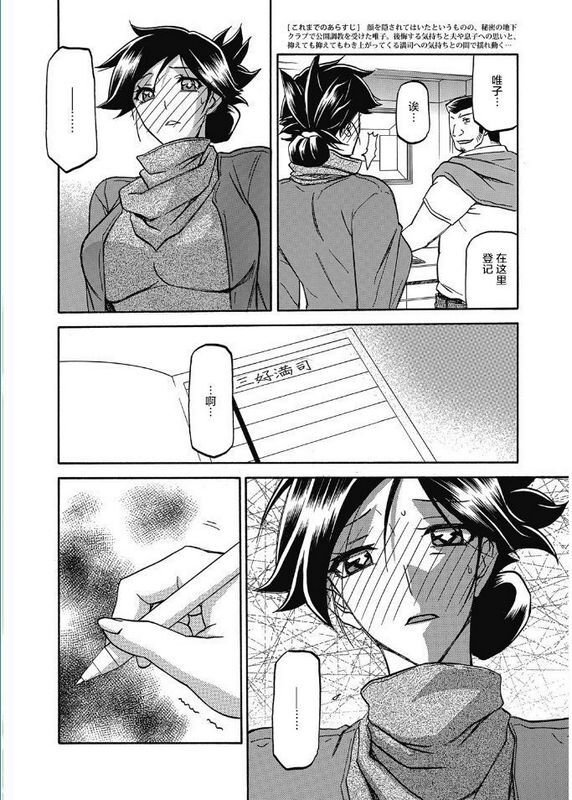 [これまでのあらすじ] 顔を隠されてはいたというものの、秘密の地下
クラブで公開調教を受けた唯子。後悔する気持ちと夫や息子への思いと、
抑えても抑えてもわき上がってくる満司への気持ちとの間で揺れ動く…
唯子…
诶…
在这里
登记
…………
三好満司
…啊…
…………